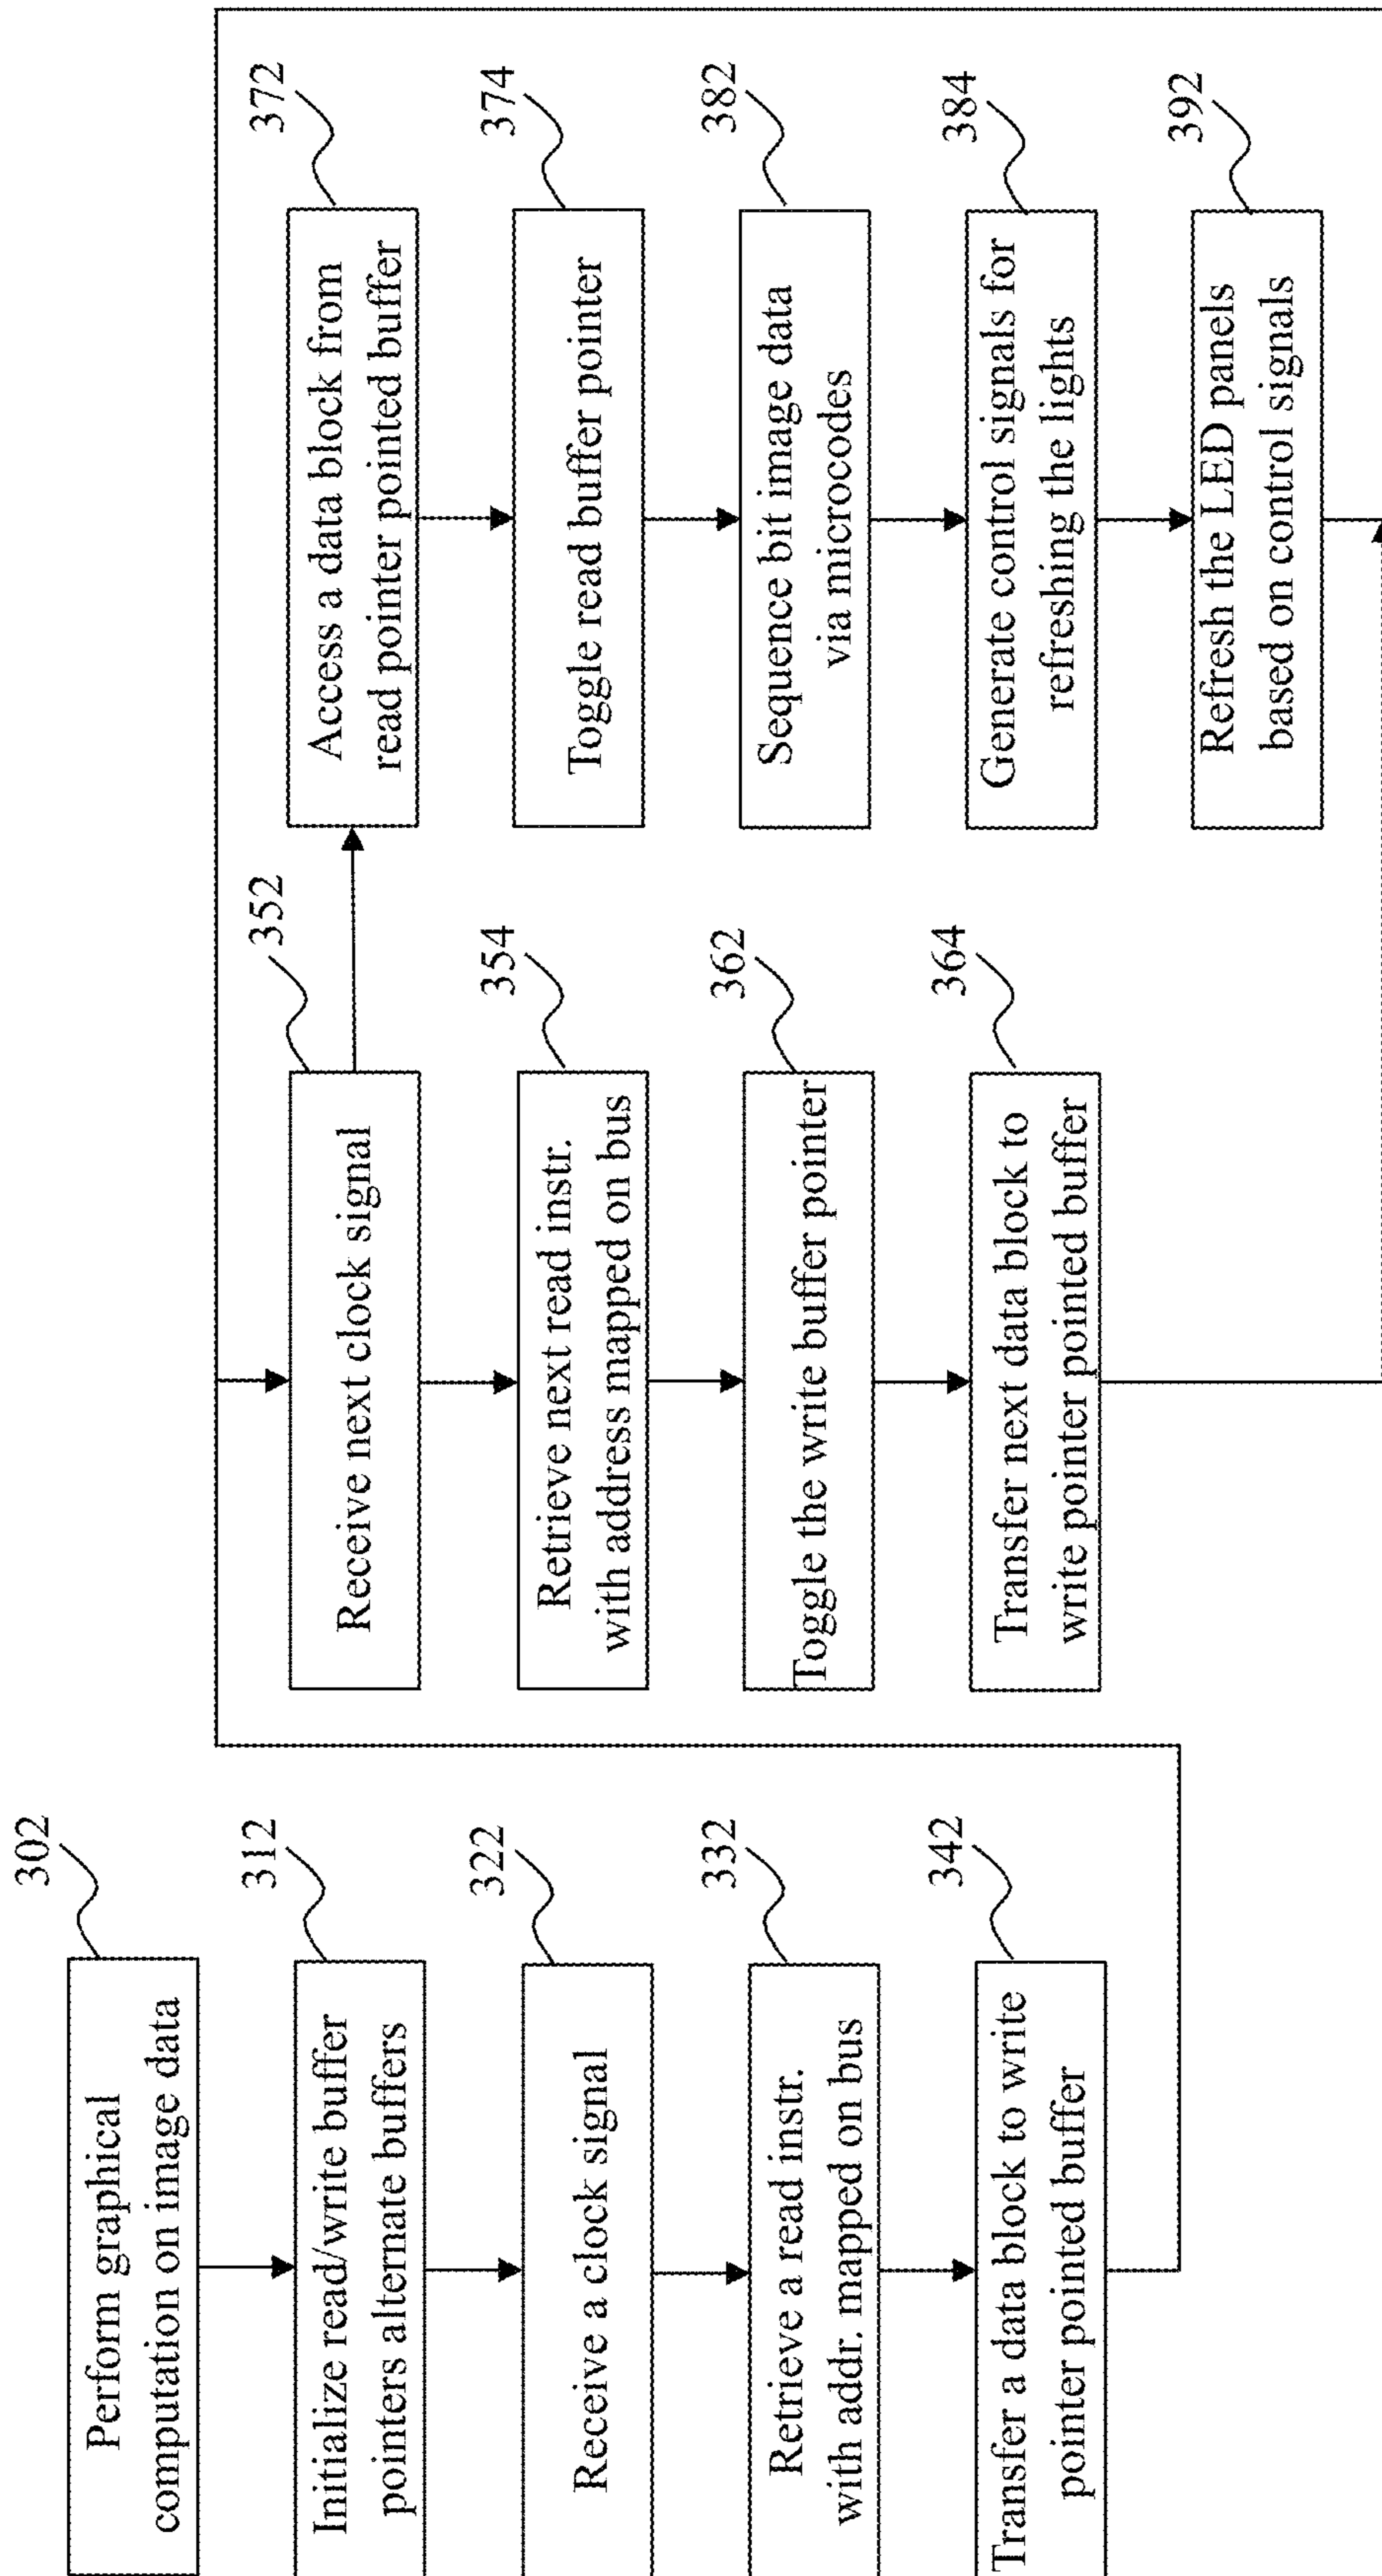 302
Perform graphical
computation on image data
312
Initialize read/write buffer
pointers alternate buffers
322
Receive a clock signal
332
Retrieve a read instr.
with addr. mapped on bus
342
Transfer a data block to write
pointer pointed buffer
352
Receive next clock signal
354
Retrieve next read instr.
with address mapped on bus
362
Toggle the write buffer pointer
364
Transfer next data block to
write pointer pointed buffer
372
Access a data block from
read pointer pointed buffer
374
Toggle read buffer pointer
382
Sequence bit image data
via microcodes
384
Generate control signals for
refreshing the lights
392
Refresh the LED panels
based on control signals